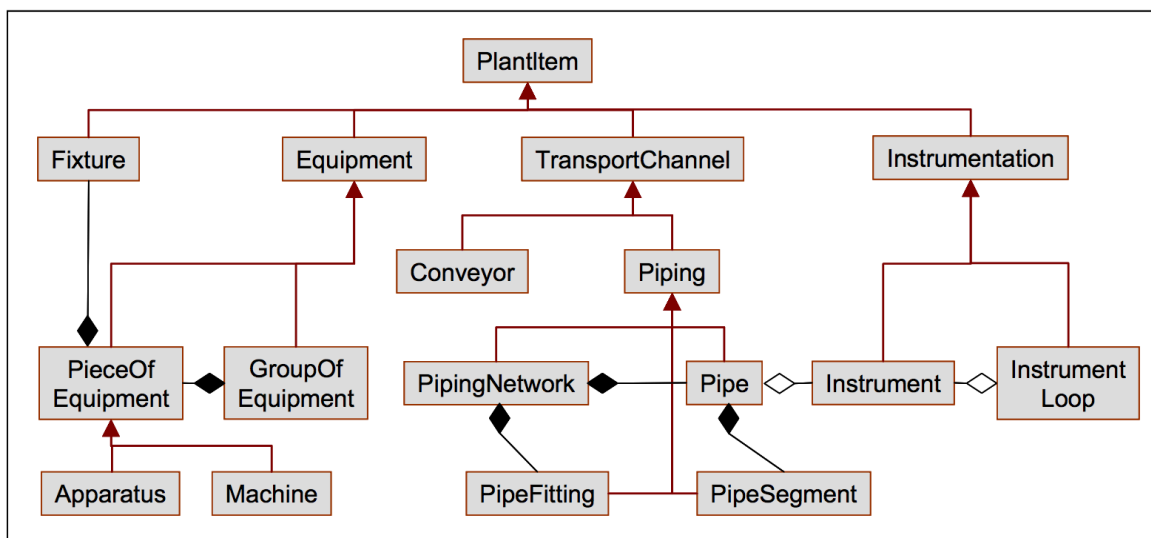 PlantItem
Fixture
Equipment
TransportChannel
Instrumentation
Conveyor
Piping
PieceOf
Equipment
GroupOf
Equipment
PipingNetwork
Pipe
Instrument
Instrument
Loop
Apparatus
Machine
PipeFitting
PipeSegment